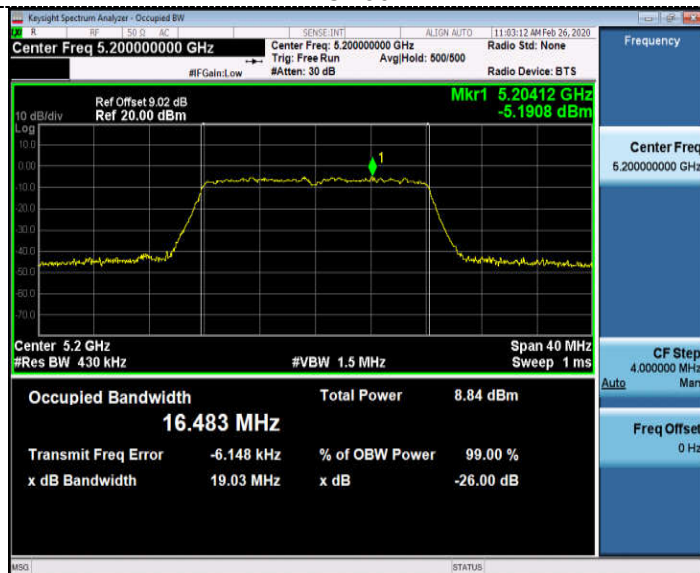 Keysight Spectrum Analyzer - Occupied BW
R RF 50 Ω AC SENSE:INT ALIGN AUTO 11:03:12 AM Feb 26, 2020
Center Freq 5.200000000 GHz
Center Freq: 5.200000000 GHz
Radio Std: None
Trig: Free Run Avg|Hold: 500/500
#IFGain:Low #Atten: 30 dB Radio Device: BTS
Ref Offset 9.02 dB
10 dB/div Ref 20.00 dBm
Mkr1 5.20412 GHz
-5.1908 dBm
Log
10.0
0.00
-10.0
-20.0
-30.0
-40.0
-50.0
-60.0
-70.0
1
Center 5.2 GHz Span 40 MHz
#Res BW 430 kHz #VBW 1.5 MHz Sweep 1 ms
Occupied Bandwidth Total Power 8.84 dBm
16.483 MHz
Transmit Freq Error -6.148 kHz % of OBW Power 99.00 %
x dB Bandwidth 19.03 MHz x dB -26.00 dB
MSG STATUS
Frequency
Center Freq
5.200000000 GHz
CF Step
4.000000 MHz
Auto Man
Freq Offset
0 Hz